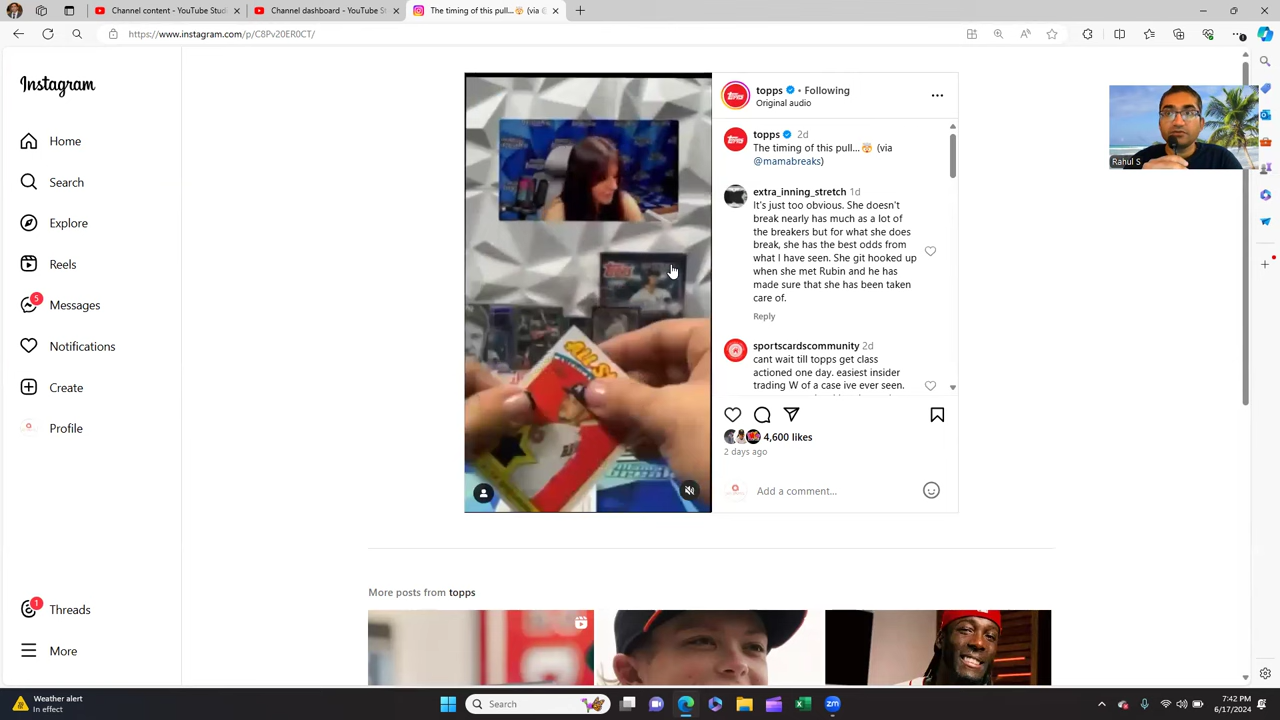 Channel content - YouTube Studi
Channel dashboard - YouTube St
The timing of this pull...🤯 (via
https://www.instagram.com/p/C8Pv20ER0CT/
Instagram
Home
Search
Explore
Reels
5
Messages
Notifications
Create
Profile
1
Threads
More
topps
topps • Following
Original audio
topps 2d
The timing of this pull...🤯 (via
@mamabreaks)
extra_inning_stretch 1d
It's just too obvious. She doesn't
break nearly has much as a lot of
the breakers but for what she does
break, she has the best odds from
what I have seen. She git hooked up
when she met Rubin and he has
made sure that she has been taken
care of.
Reply
sportscardscommunity 2d
cant wait till topps get class
actioned one day. easiest insider
trading W of a case ive ever seen.
4,600 likes
2 days ago
Add a comment...
More posts from topps
Rahul S
Weather alert
In effect
Search
zm
7:42 PM
6/17/2024